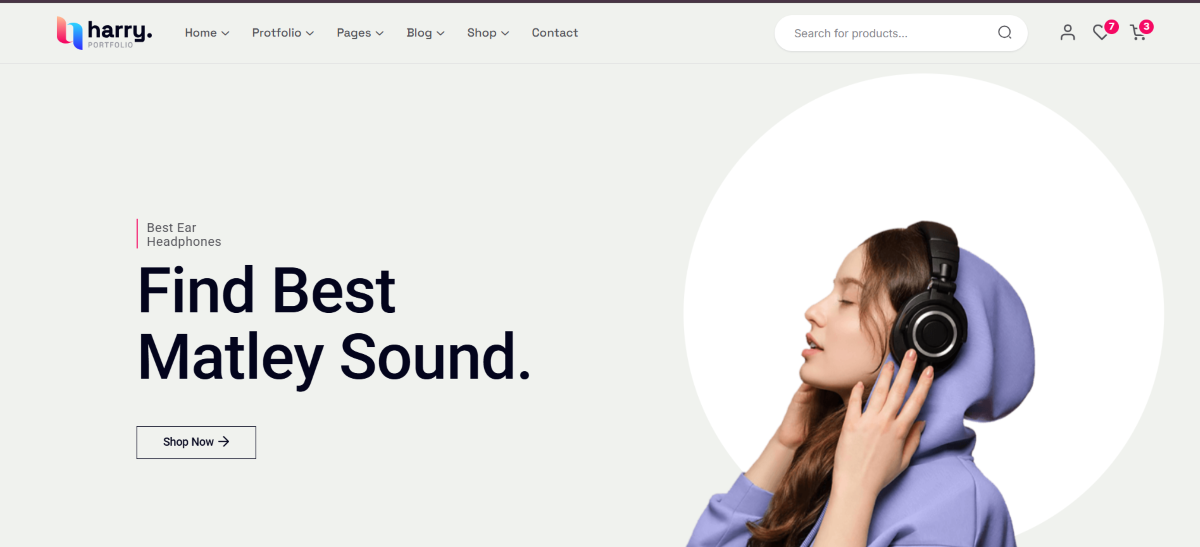 harry.
PORTFOLIO
Home
Protfolio
Pages
Blog
Shop
Contact
Search for products...
7
3
Best Ear
Headphones
Find Best
Matley Sound.
Shop Now